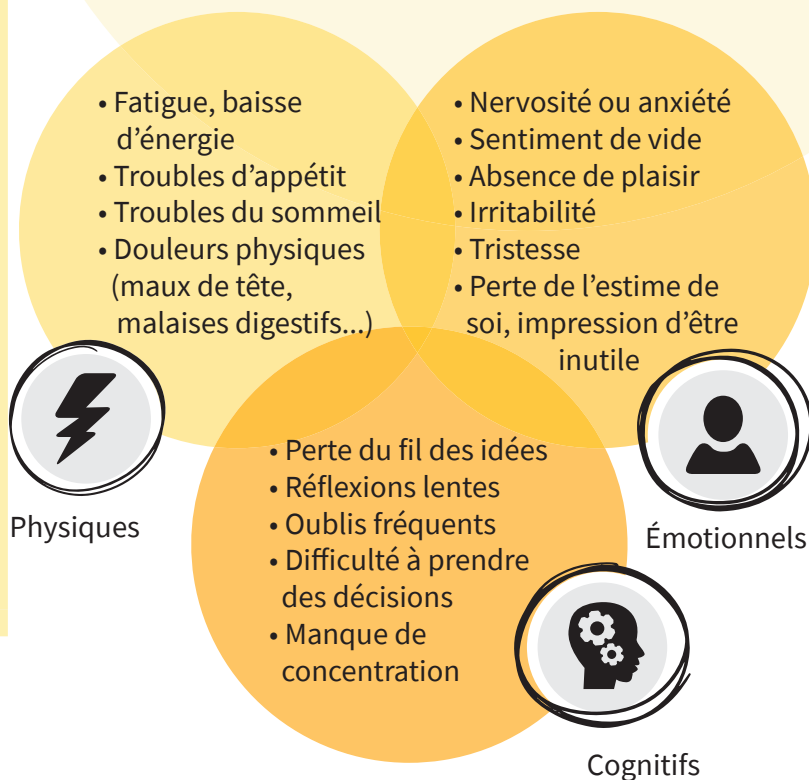 • Fatigue, baisse
d’énergie
• Troubles d’appétit
• Troubles du sommeil
• Douleurs physiques
(maux de tête,
malaises digestifs...)
Physiques
• Nervosité ou anxiété
• Sentiment de vide
• Absence de plaisir
• Irritabilité
• Tristesse
• Perte de l’estime de
soi, impression d’être
inutile
Émotionnels
• Perte du fil des idées
• Réflexions lentes
• Oublis fréquents
• Difficulté à prendre
des décisions
• Manque de
concentration
Cognitifs